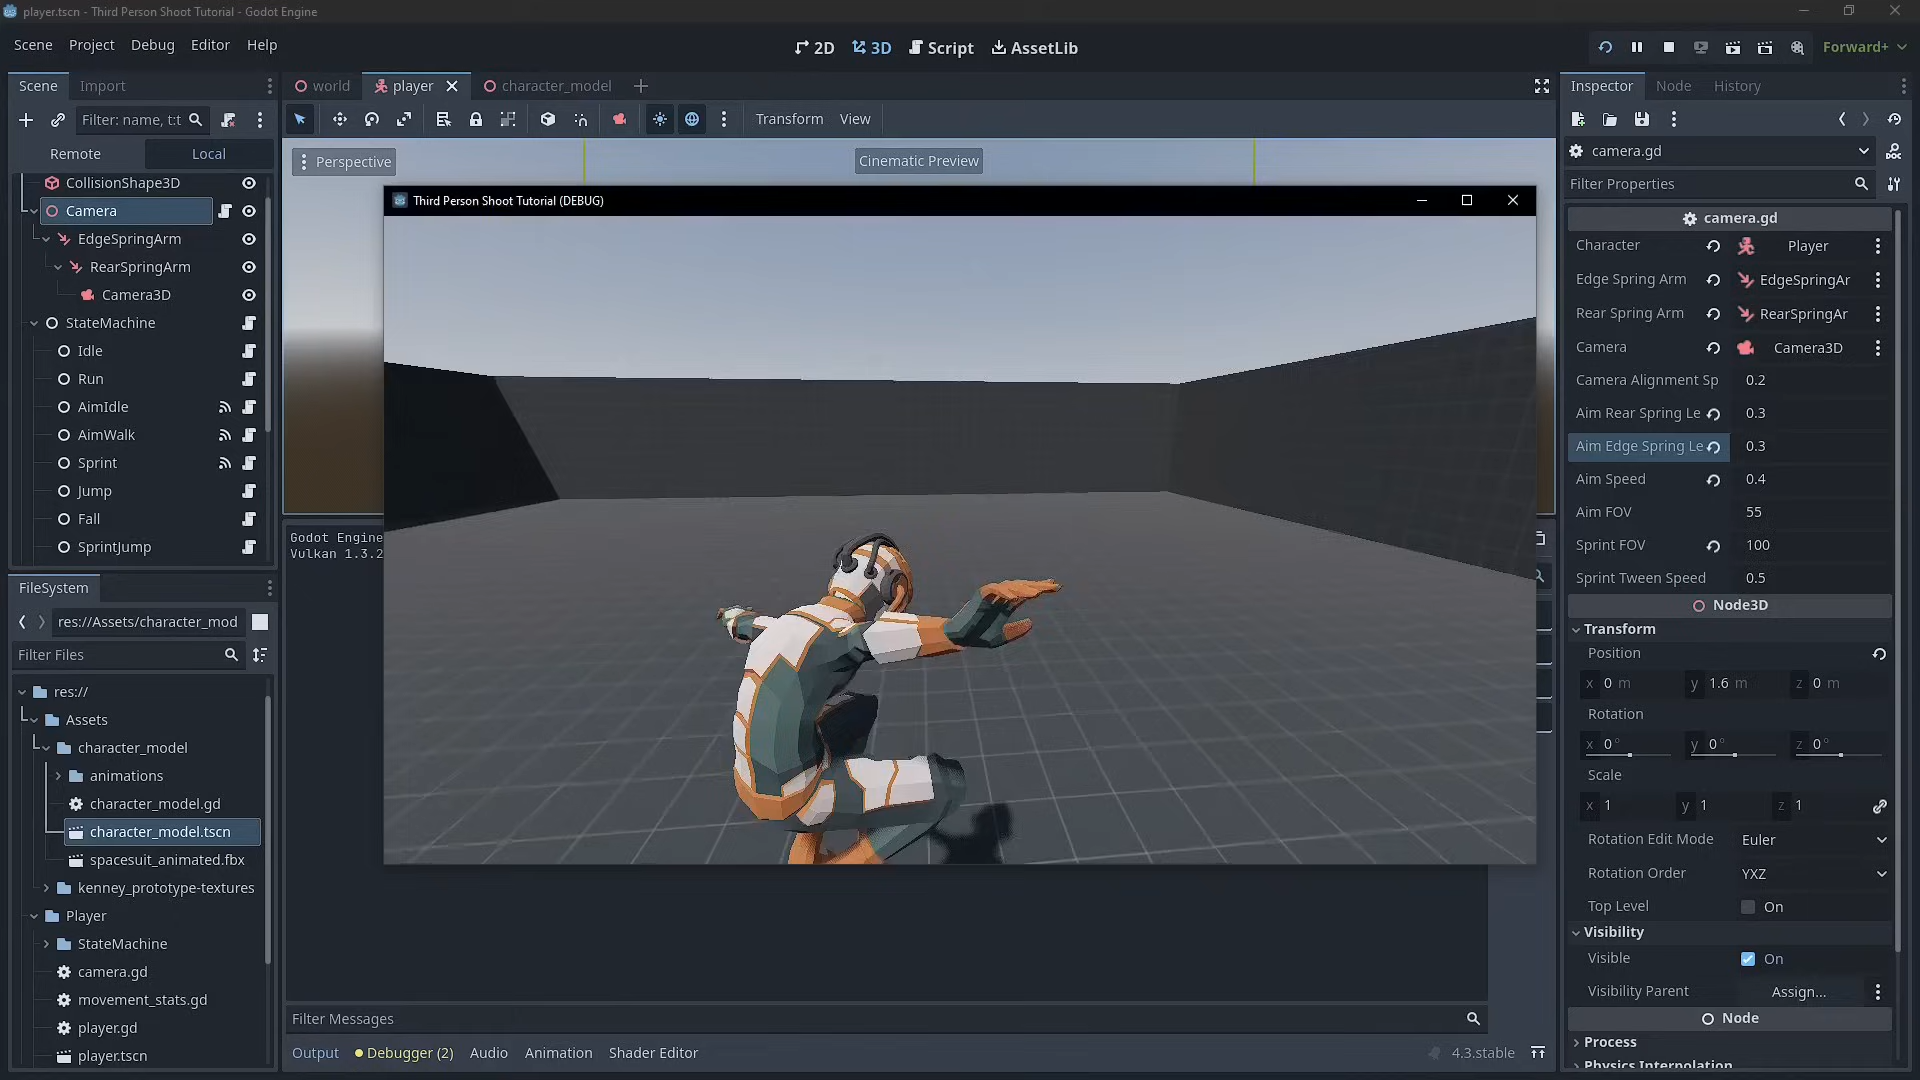 player.tscn - Third Person Shoot Tutorial - Godot Engine
Scene Project Debug Editor Help
2D 3D Script AssetLib
Forward+
Scene Import
world player character_model
Inspector Node History
Filter: name, t:t
Transform View
Remote Local
Perspective
Cinematic Preview
camera.gd
Filter Properties
CollisionShape3D
Camera
EdgeSpringArm
RearSpringArm
Camera3D
StateMachine
Idle
Run
AimIdle
AimWalk
Sprint
Jump
Fall
SprintJump
Third Person Shoot Tutorial (DEBUG)
Godot Engine
Vulkan 1.3.2
FileSystem
res://Assets/character_mod
Filter Files
res://
Assets
character_model
animations
character_model.gd
character_model.tscn
spacesuit_animated.fbx
kenney_prototype-textures
Player
StateMachine
camera.gd
movement_stats.gd
player.gd
player.tscn
Filter Messages
Output Debugger (2) Audio Animation Shader Editor
4.3.stable
camera.gd
Character Player
Edge Spring Arm EdgeSpringAr
Rear Spring Arm RearSpringAr
Camera Camera3D
Camera Alignment Sp 0.2
Aim Rear Spring Le 0.3
Aim Edge Spring Le 0.3
Aim Speed 0.4
Aim FOV 55
Sprint FOV 100
Sprint Tween Speed 0.5
Node3D
Transform
Position
x 0 m y 1.6 m z 0 m
Rotation
x 0° y 0° z 0°
Scale
x 1 y 1 z 1
Rotation Edit Mode Euler
Rotation Order YXZ
Top Level On
Visibility
Visible On
Visibility Parent Assign...
Node
Process
Physics Interpolation